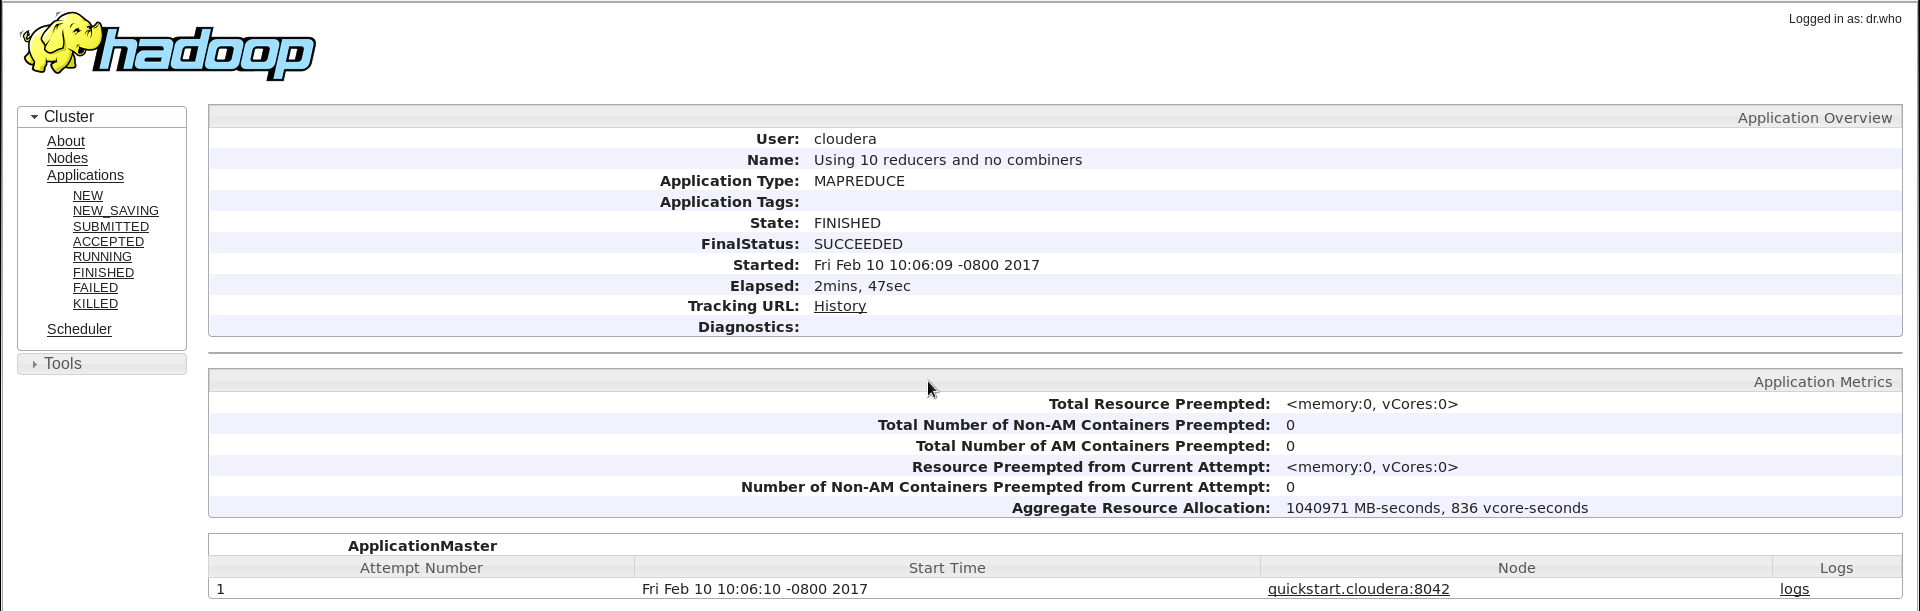 hadoop
Logged in as: dr.who
Cluster
About
Nodes
Applications
NEW
NEW_SAVING
SUBMITTED
ACCEPTED
RUNNING
FINISHED
FAILED
KILLED
Scheduler
Tools
Application Overview
User: cloudera
Name: Using 10 reducers and no combiners
Application Type: MAPREDUCE
Application Tags:
State: FINISHED
FinalStatus: SUCCEEDED
Started: Fri Feb 10 10:06:09 -0800 2017
Elapsed: 2mins, 47sec
Tracking URL: History
Diagnostics:
Application Metrics
Total Resource Preempted: <memory:0, vCores:0>
Total Number of Non-AM Containers Preempted: 0
Total Number of AM Containers Preempted: 0
Resource Preempted from Current Attempt: <memory:0, vCores:0>
Number of Non-AM Containers Preempted from Current Attempt: 0
Aggregate Resource Allocation: 1040971 MB-seconds, 836 vcore-seconds
ApplicationMaster
Attempt Number Start Time Node Logs
1 Fri Feb 10 10:06:10 -0800 2017 quickstart.cloudera:8042 logs